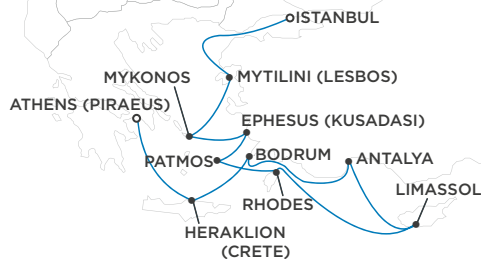 ISTANBUL
MYKONOS
MYTILINI (LESBOS)
ATHENS (PIRAEUS)
EPHESUS (KUSADASI)
PATMOS
BODRUM
ANTALYA
RHODES
LIMASSOL
HERAKLION
(CRETE)